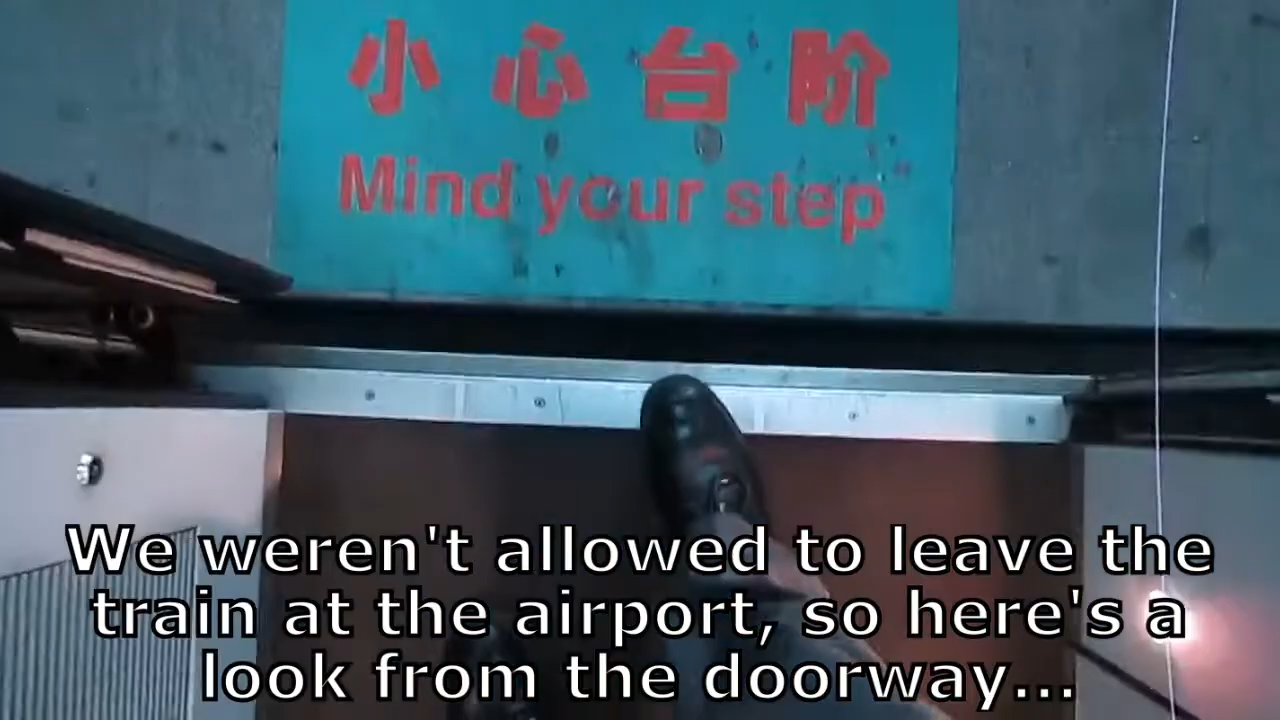 小心台阶
Mind your step
We weren't allowed to leave the
train at the airport, so here's a
look from the doorway...